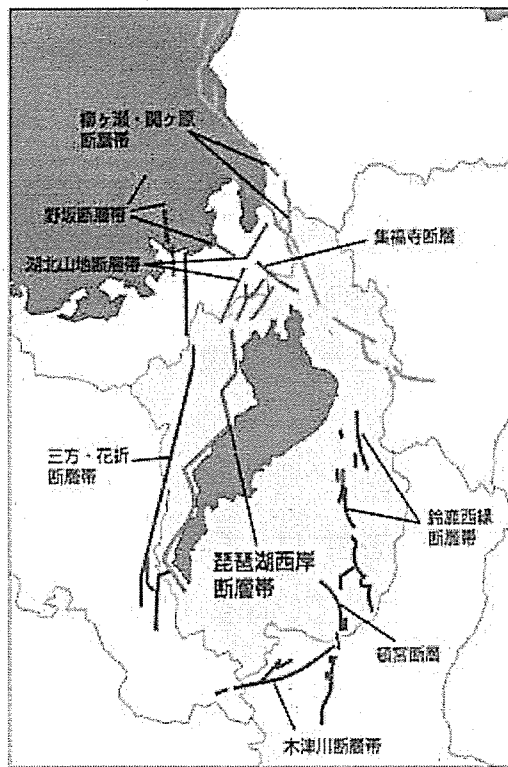 柳ヶ瀬・関ヶ原
断層帯
野坂断層帯
集福寺断層
湖北山地断層帯
三方・花折
断層帯
鈴鹿西縁
断層帯
琵琶湖西岸
断層帯
頓宮断層
木津川断層帯